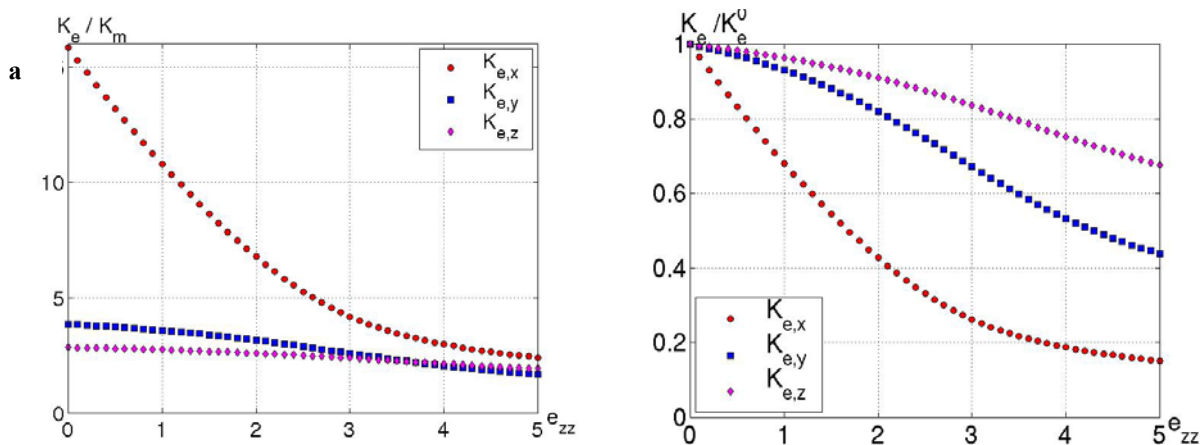 K_e / K_m
a
15
10
5
0
0 1 2 3 4 5
e_zz
K_e,x
K_e,y
K_e,z
K_e /K_e^0
1
0.8
0.6
0.4
0.2
0
0 1 2 3 4 5
e_zz
K_e,x
K_e,y
K_e,z